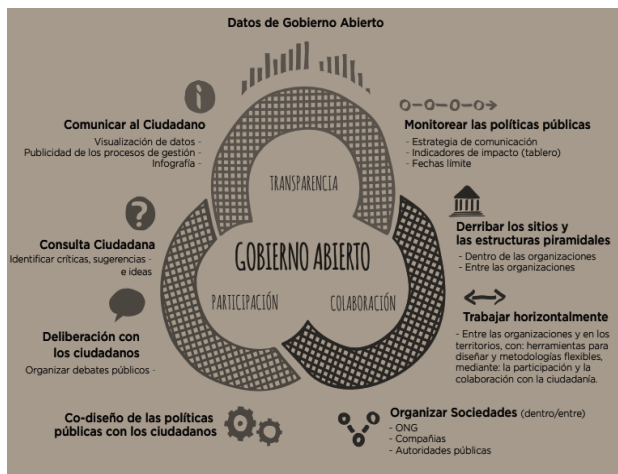 Datos de Gobierno Abierto
Comunicar al Ciudadano
Visualización de datos -
Publicidad de los procesos de gestión -
Infografía -
Monitorear las políticas públicas
- Estrategia de comunicación
- Indicadores de impacto (tablero)
- Fechas límite
TRANSPARENCIA
Consulta Ciudadana
Identificar críticas, sugerencias -
e ideas
Derribar los sitios y
las estructuras piramidales
- Dentro de las organizaciones
- Entre las organizaciones
GOBIERNO ABIERTO
PARTICIPACIÓN
COLABORACIÓN
Deliberación con
los ciudadanos
Organizar debates públicos -
Trabajar horizontalmente
- Entre las organizaciones y en los
territorios, con: herramientas para
diseñar y metodologías flexibles,
mediante: la participación y la
colaboración con la ciudadanía.
Co-diseño de las políticas
públicas con los ciudadanos
Organizar Sociedades (dentro/entre)
- ONG
- Compañias
- Autoridades públicas